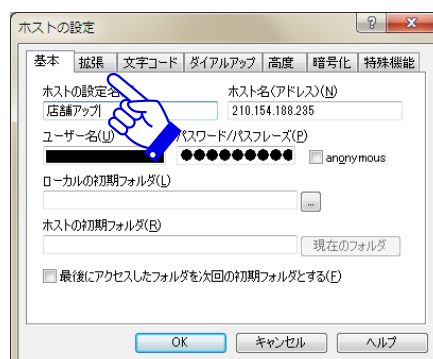 ホストの設定
基本 拡張 文字コード ダイアルアップ 高度 暗号化 特殊機能
ホストの設定名 ホスト名(アドレス)(N)
店舗アップ 210.154.188.235
ユーザー名(U) パスワード/パスフレーズ(P)
●●●●●●●●● anonymous
ローカルの初期フォルダ(L)
...
ホストの初期フォルダ(R)
現在のフォルダ
最後にアクセスしたフォルダを次回の初期フォルダとする(F)
OK キャンセル ヘルプ